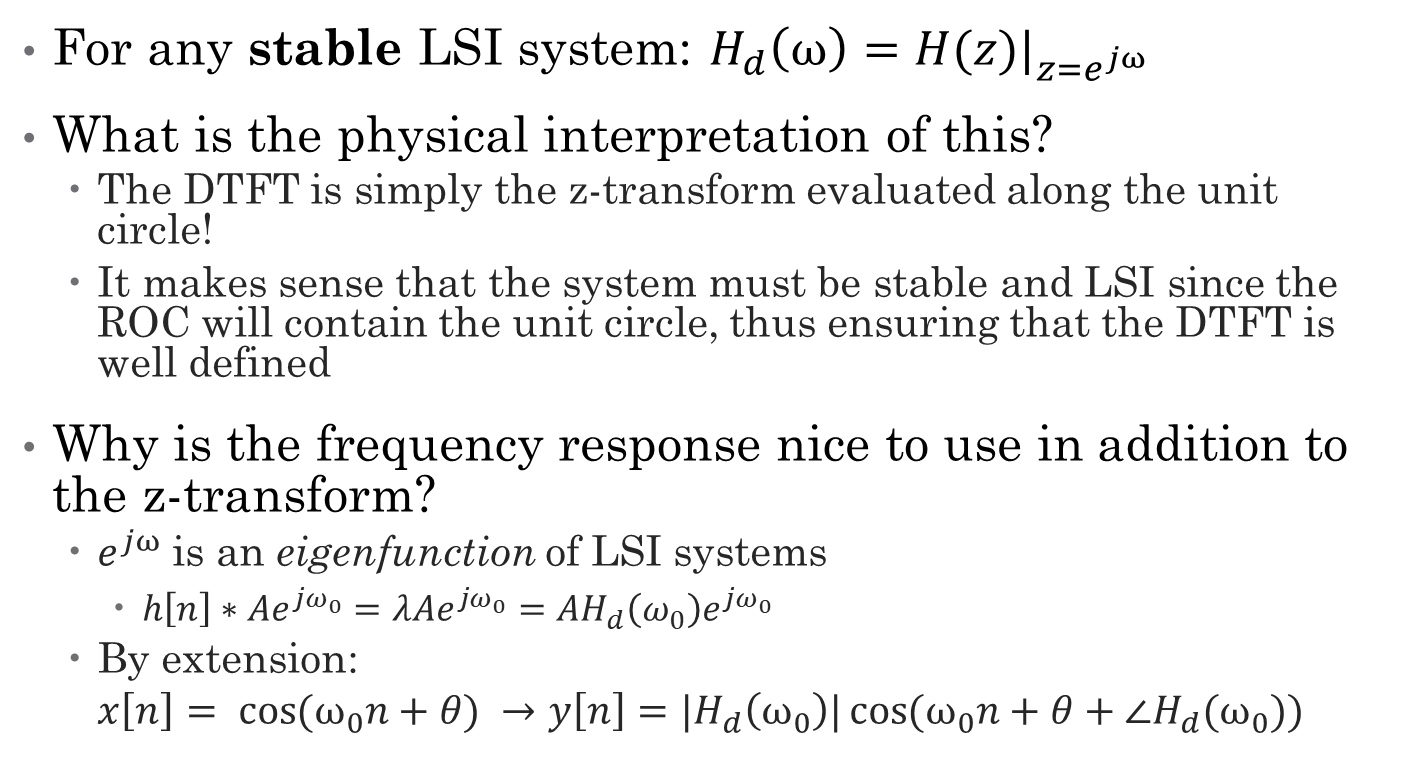 • For any stable LSI system: H_d(ω) = H(z)|_{z=e^{jω}}
• What is the physical interpretation of this?
• The DTFT is simply the z-transform evaluated along the unit
circle!
• It makes sense that the system must be stable and LSI since the
ROC will contain the unit circle, thus ensuring that the DTFT is
well defined
• Why is the frequency response nice to use in addition to
the z-transform?
• e^{jω} is an eigenfunction of LSI systems
• h[n] ∗ Ae^{jω₀} = λAe^{jω₀} = AH_d(ω₀)e^{jω₀}
• By extension:
x[n] = cos(ω₀n + θ) → y[n] = |H_d(ω₀)| cos(ω₀n + θ + ∠H_d(ω₀))